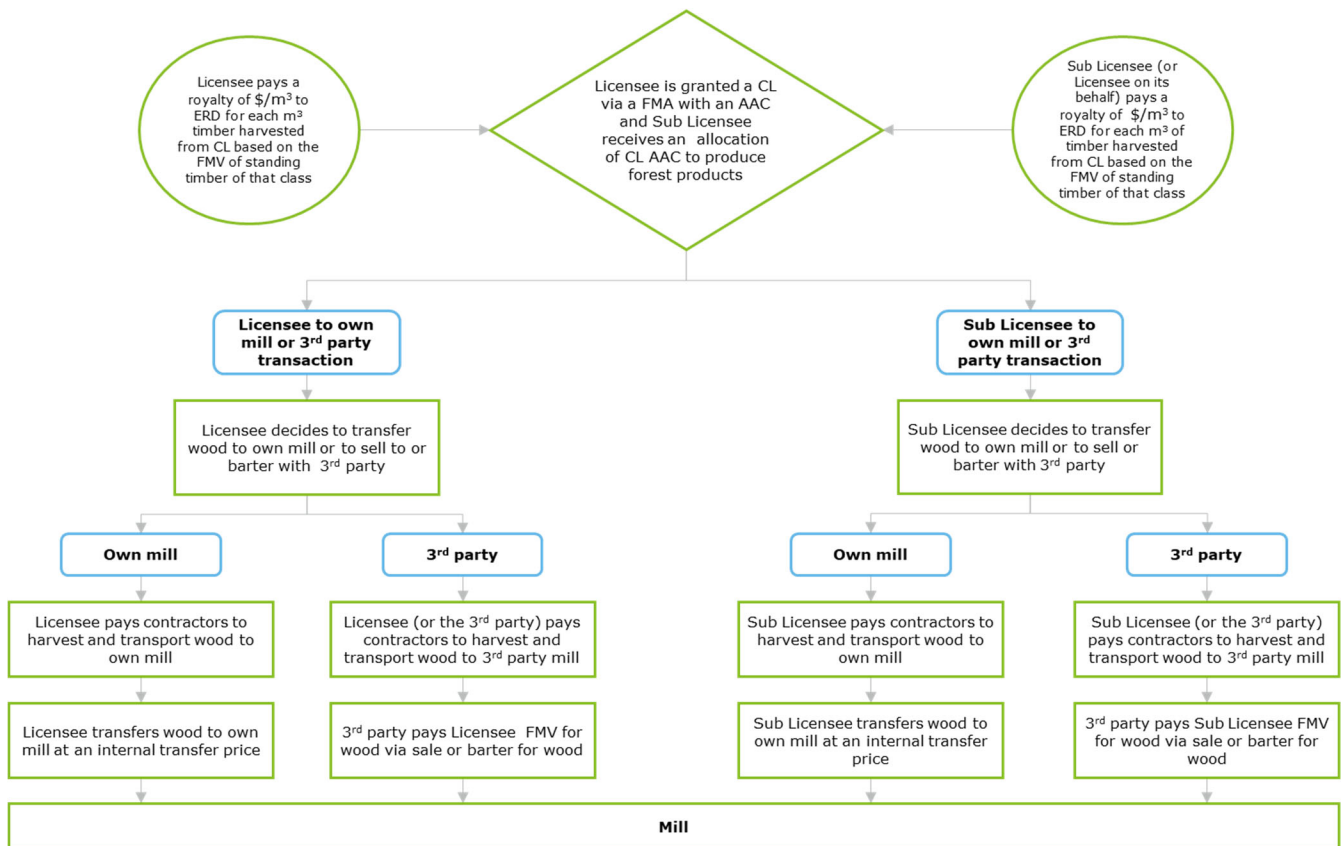 Licensee pays a
royalty of $/m³ to
ERD for each m³
timber harvested
from CL based on the
FMV of standing
timber of that class
Licensee is granted a CL
via a FMA with an AAC
and Sub Licensee
receives an allocation
of CL AAC to produce
forest products
Sub Licensee (or
Licensee on its
behalf) pays a
royalty of $/m³ to
ERD for each m³ of
timber harvested
from CL based on the
FMV of standing
timber of that class
Licensee to own
mill or 3rd party
transaction
Sub Licensee to
own mill or 3rd
party transaction
Licensee decides to transfer
wood to own mill or to sell to or
barter with 3rd party
Sub Licensee decides to transfer
wood to own mill or to sell or
barter with 3rd party
Own mill
3rd party
Own mill
3rd party
Licensee pays contractors to
harvest and transport wood to
own mill
Licensee (or the 3rd party) pays
contractors to harvest and
transport wood to 3rd party mill
Sub Licensee pays contractors to
harvest and transport wood to
own mill
Sub Licensee (or the 3rd party)
pays contractors to harvest and
transport wood to 3rd party mill
Licensee transfers wood to own
mill at an internal transfer price
3rd party pays Licensee FMV for
wood via sale or barter for wood
Sub Licensee transfers wood to
own mill at an internal transfer
price
3rd party pays Sub Licensee FMV
for wood via sale or barter for
wood
Mill